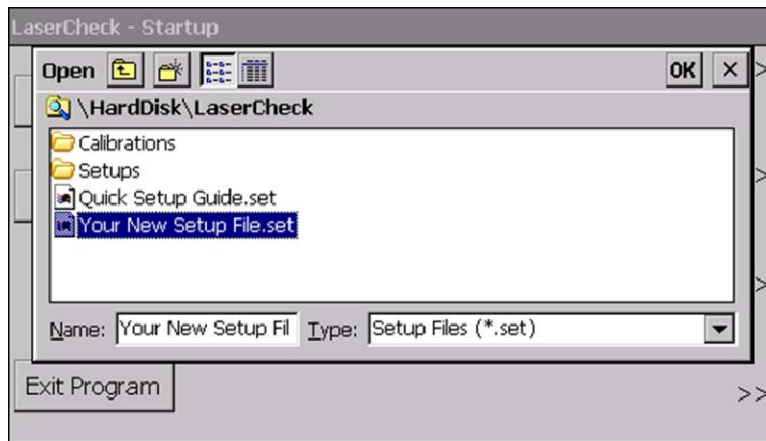 LaserCheck - Startup
Open OK ×
\HardDisk\LaserCheck
Calibrations
Setups
Quick Setup Guide.set
Your New Setup File.set
Name: Your New Setup Fil Type: Setup Files (*.set)
Exit Program >>